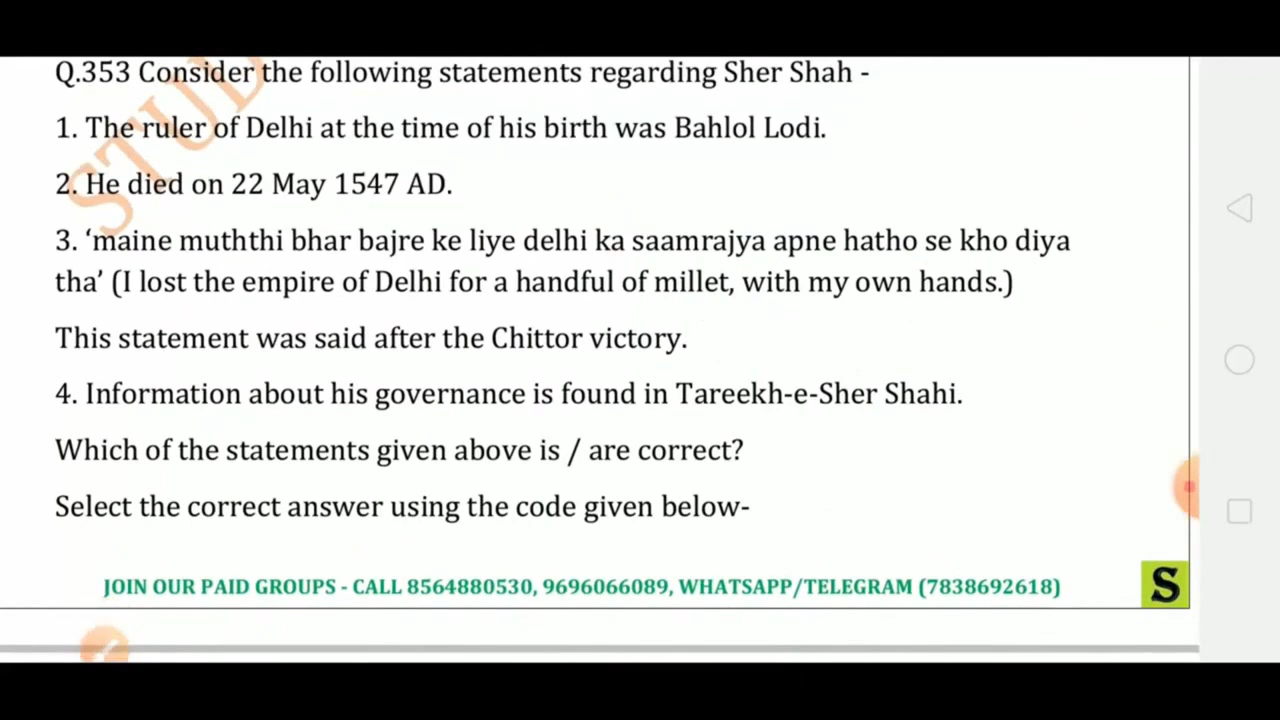 Q.353 Consider the following statements regarding Sher Shah -
1. The ruler of Delhi at the time of his birth was Bahlol Lodi.
2. He died on 22 May 1547 AD.
3. ‘maine muththi bhar bajre ke liye delhi ka saamrajya apne hatho se kho diya
tha’ (I lost the empire of Delhi for a handful of millet, with my own hands.)
This statement was said after the Chittor victory.
4. Information about his governance is found in Tareekh-e-Sher Shahi.
Which of the statements given above is / are correct?
Select the correct answer using the code given below-
JOIN OUR PAID GROUPS - CALL 8564880530, 9696066089, WHATSAPP/TELEGRAM (7838692618)
S
STUD